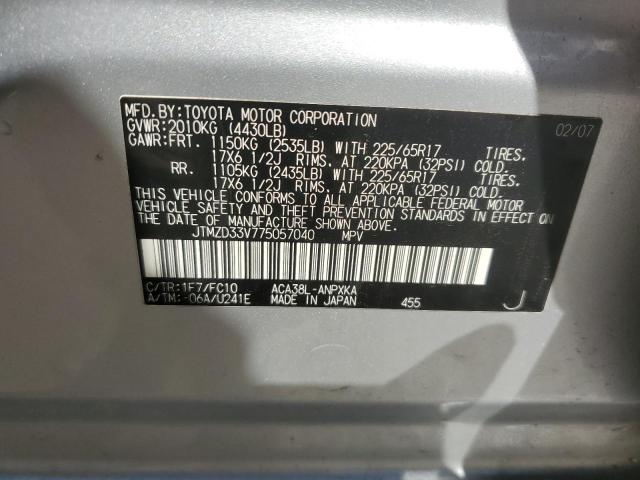 MFD.BY:TOYOTA MOTOR CORPORATION 02/07
GVWR:2010KG (4430LB)
GAWR:FRT. 1150KG (2535LB) WITH 225/65R17 TIRES.
17X6 1/2J RIMS. AT 220KPA (32PSI) COLD.
RR. 1105KG (2435LB) WITH 225/65R17 TIRES.
17X6 1/2J RIMS. AT 220KPA (32PSI) COLD.
THIS VEHICLE CONFORMS TO ALL APPLICABLE FEDERAL MOTOR
VEHICLE SAFETY AND THEFT PREVENTION STANDARDS IN EFFECT ON
THE DATE OF MANUFACTURE SHOWN ABOVE.
JTMZD33V775057040 MPV
C/TR:1F7/FC10 ACA38L-ANPXKA
A/TM:-06A/U241E MADE IN JAPAN 455 J